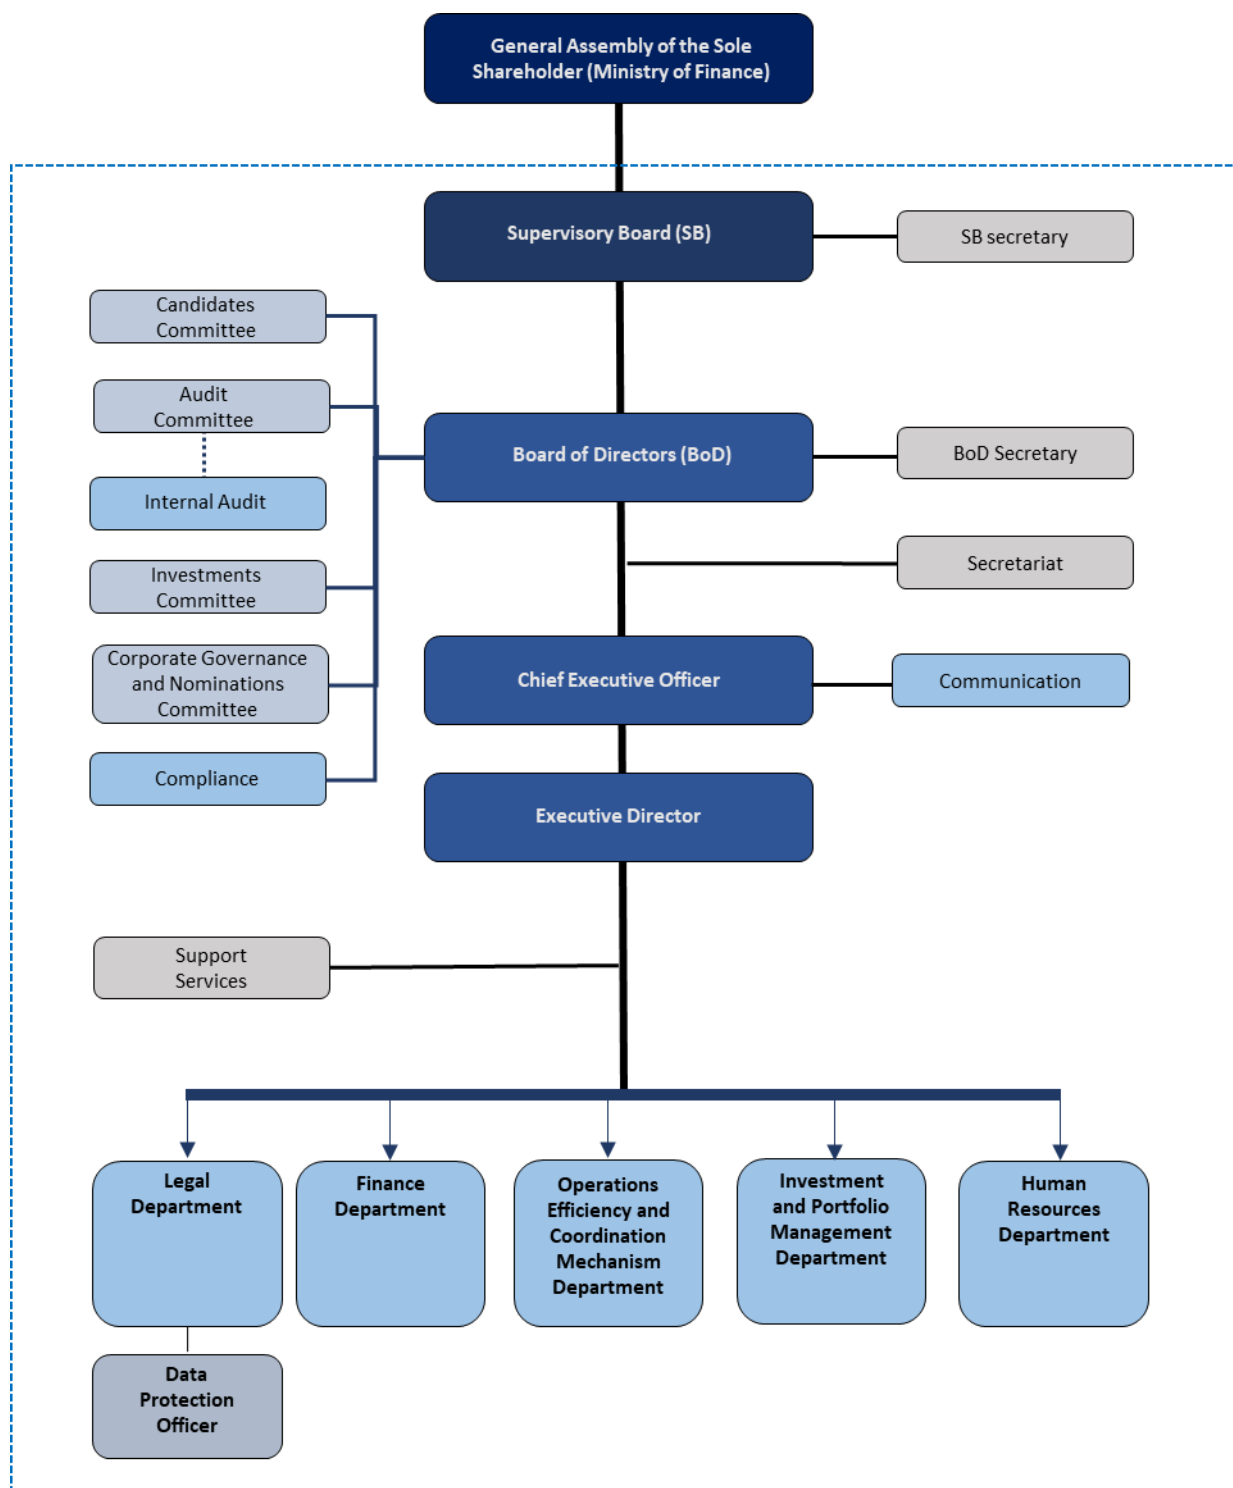 General Assembly of the Sole
Shareholder (Ministry of Finance)
Supervisory Board (SB)
SB secretary
Candidates
Committee
Audit
Committee
Board of Directors (BoD)
BoD Secretary
Internal Audit
Secretariat
Investments
Committee
Corporate Governance
and Nominations
Committee
Chief Executive Officer
Communication
Compliance
Executive Director
Support
Services
Legal
Department
Finance
Department
Operations
Efficiency and
Coordination
Mechanism
Department
Investment
and Portfolio
Management
Department
Human
Resources
Department
Data
Protection
Officer